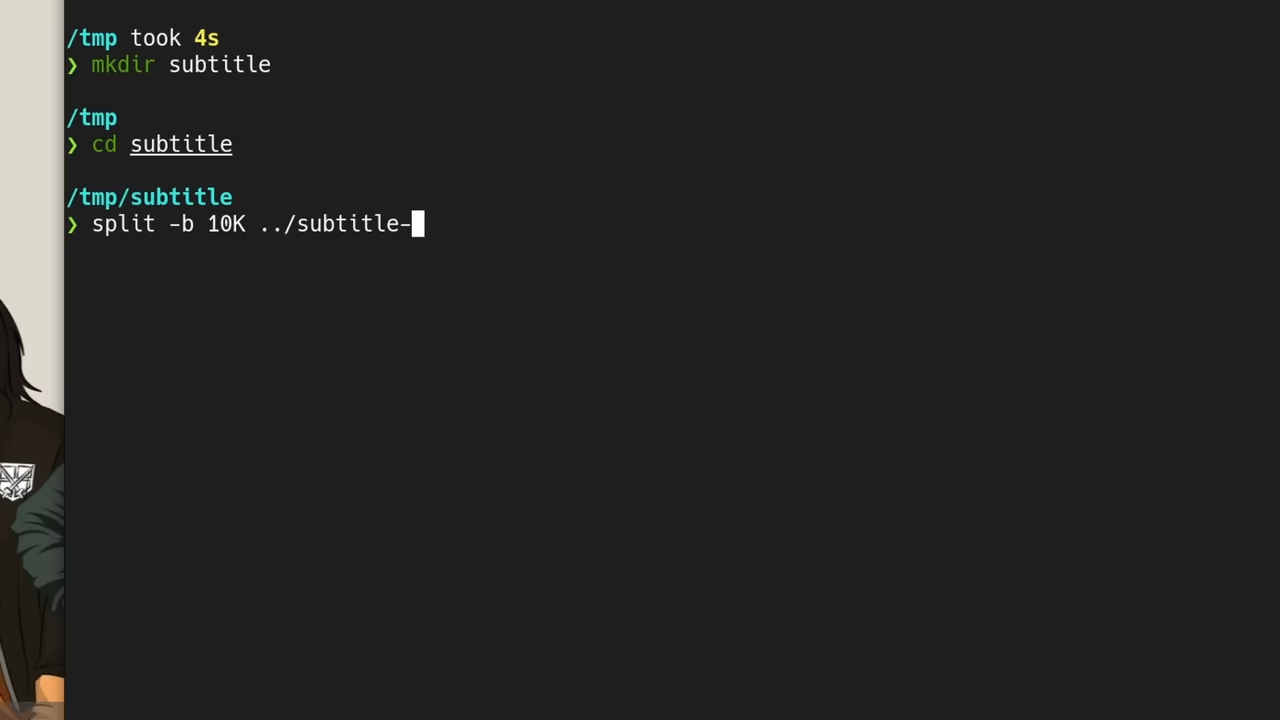 /tmp took 4s
❯ mkdir subtitle
/tmp
❯ cd subtitle
/tmp/subtitle
❯ split -b 10K ../subtitle-